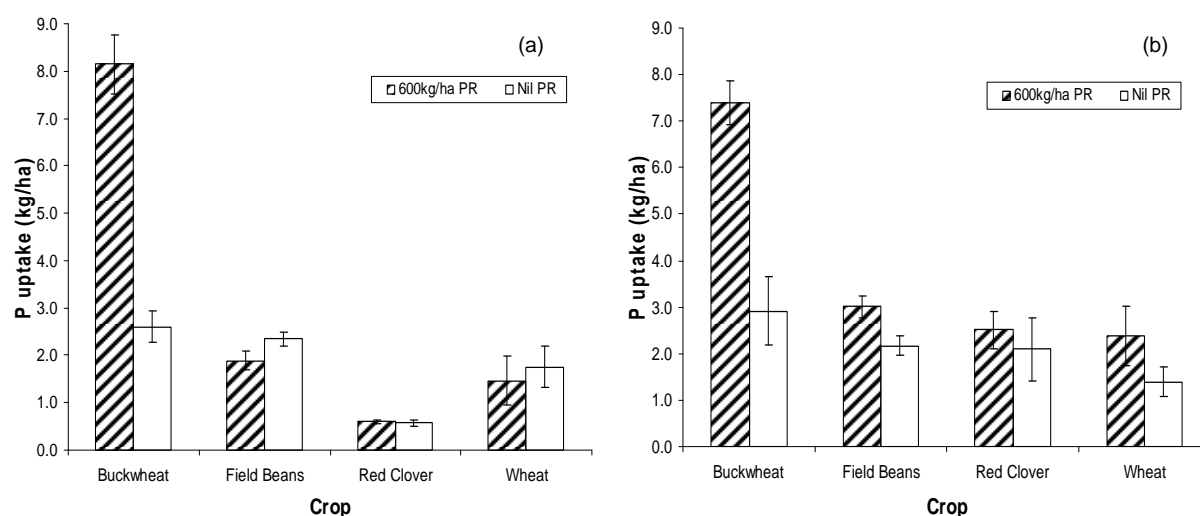 (a)
600kg/ha PR Nil PR
P uptake (kg/ha)
9.0
8.0
7.0
6.0
5.0
4.0
3.0
2.0
1.0
0.0
Buckwheat Field Beans Red Clover Wheat
Crop
(b)
600kg/ha PR Nil PR
P uptake (kg/ha)
9.0
8.0
7.0
6.0
5.0
4.0
3.0
2.0
1.0
0.0
Buckwheat Field Beans Red Clover Wheat
Crop